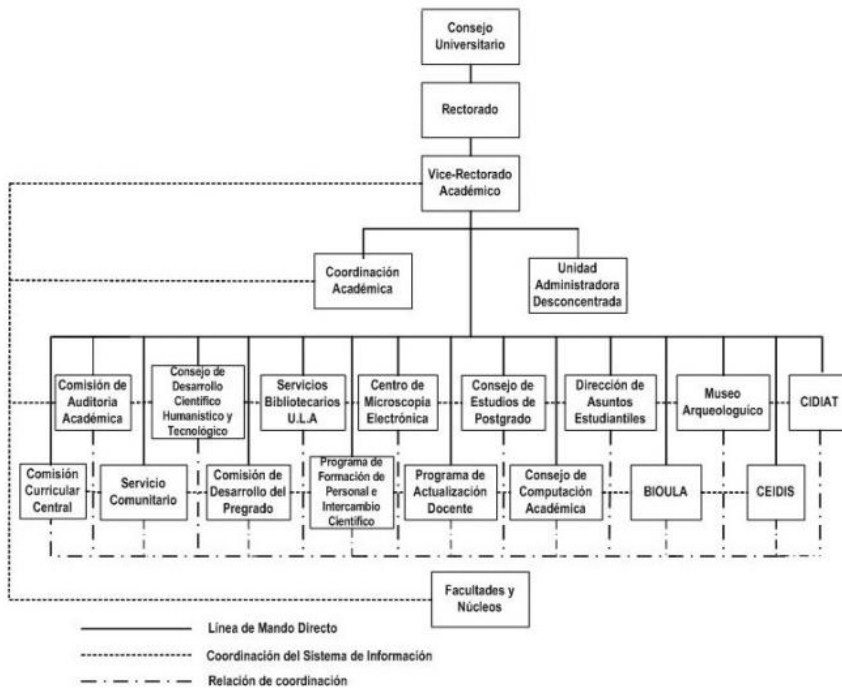 Consejo
Universitario
Rectorado
Vice-Rectorado
Académico
Coordinación
Académica
Unidad
Administradora
Desconcentrada
Comisión de
Auditoria
Académica
Consejo de
Desarrollo
Científico
Humanístico y
Tecnológico
Servicios
Bibliotecarios
U.L.A
Centro de
Microscopia
Electrónica
Consejo de
Estudios de
Postgrado
Dirección de
Asuntos
Estudiantiles
Museo
Arqueologuico
CIDIAT
Comisión
Curricular
Central
Servicio
Comunitario
Comisión de
Desarrollo del
Pregrado
Programa de
Formación de
Personal e
Intercambio
Científico
Programa de
Actualización
Docente
Consejo de
Computación
Académica
BIOULA
CEIDIS
Facultades y
Núcleos
Línea de Mando Directo
Coordinación del Sistema de Información
Relación de coordinación